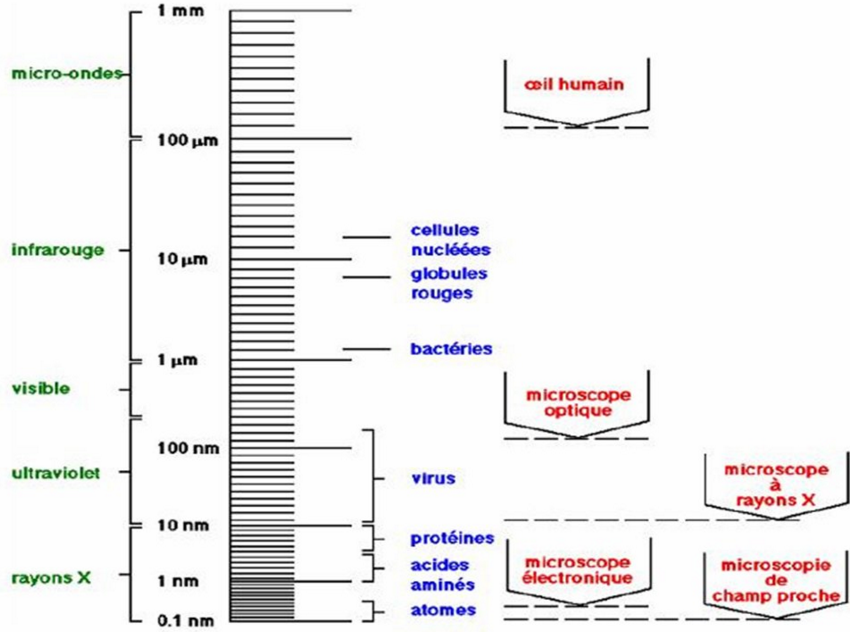 1 mm
micro-ondes
œil humain
100 µm
cellules
nucléées
infrarouge
10 µm
globules
rouges
bactéries
1 µm
visible
microscope
optique
100 nm
ultraviolet
virus
microscope
à
rayons X
10 nm
protéines
acides
aminés
microscope
électronique
microscopie
de
champ proche
rayons X
1 nm
atomes
0.1 nm